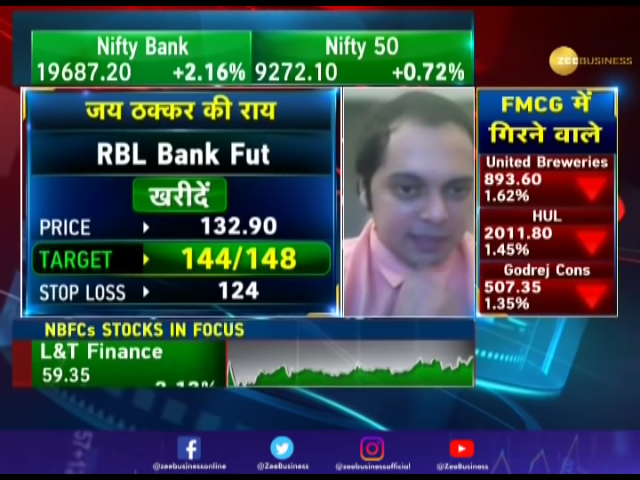 Nifty Bank
19687.20 +2.16%
Nifty 50
9272.10 +0.72%
ZEEBUSINESS
जय ठक्कर की राय
RBL Bank Fut
खरीदें
PRICE 132.90
TARGET 144/148
STOP LOSS 124
FMCG में
गिरने वाले
United Breweries
893.60
1.62%
HUL
2011.80
1.45%
Godrej Cons
507.35
1.35%
NBFCs STOCKS IN FOCUS
L&T Finance
59.35
@zeebusinessonline
@ZeeBusiness
@zeebusinessofficial
@ZeeBusiness